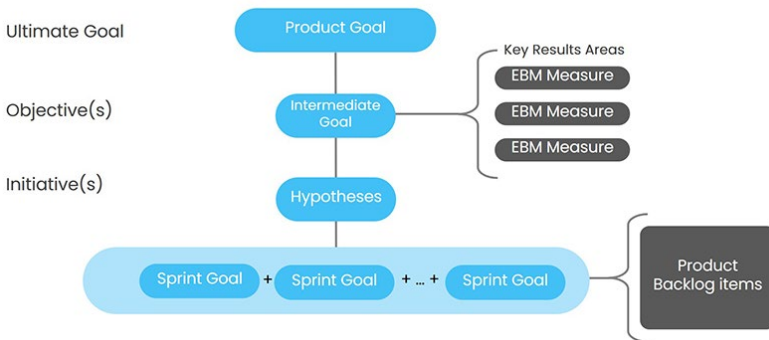 Ultimate Goal
Product Goal
Key Results Areas
EBM Measure
Objective(s)
Intermediate
Goal
EBM Measure
EBM Measure
Initiative(s)
Hypotheses
Sprint Goal + Sprint Goal + ... + Sprint Goal
Product
Backlog items